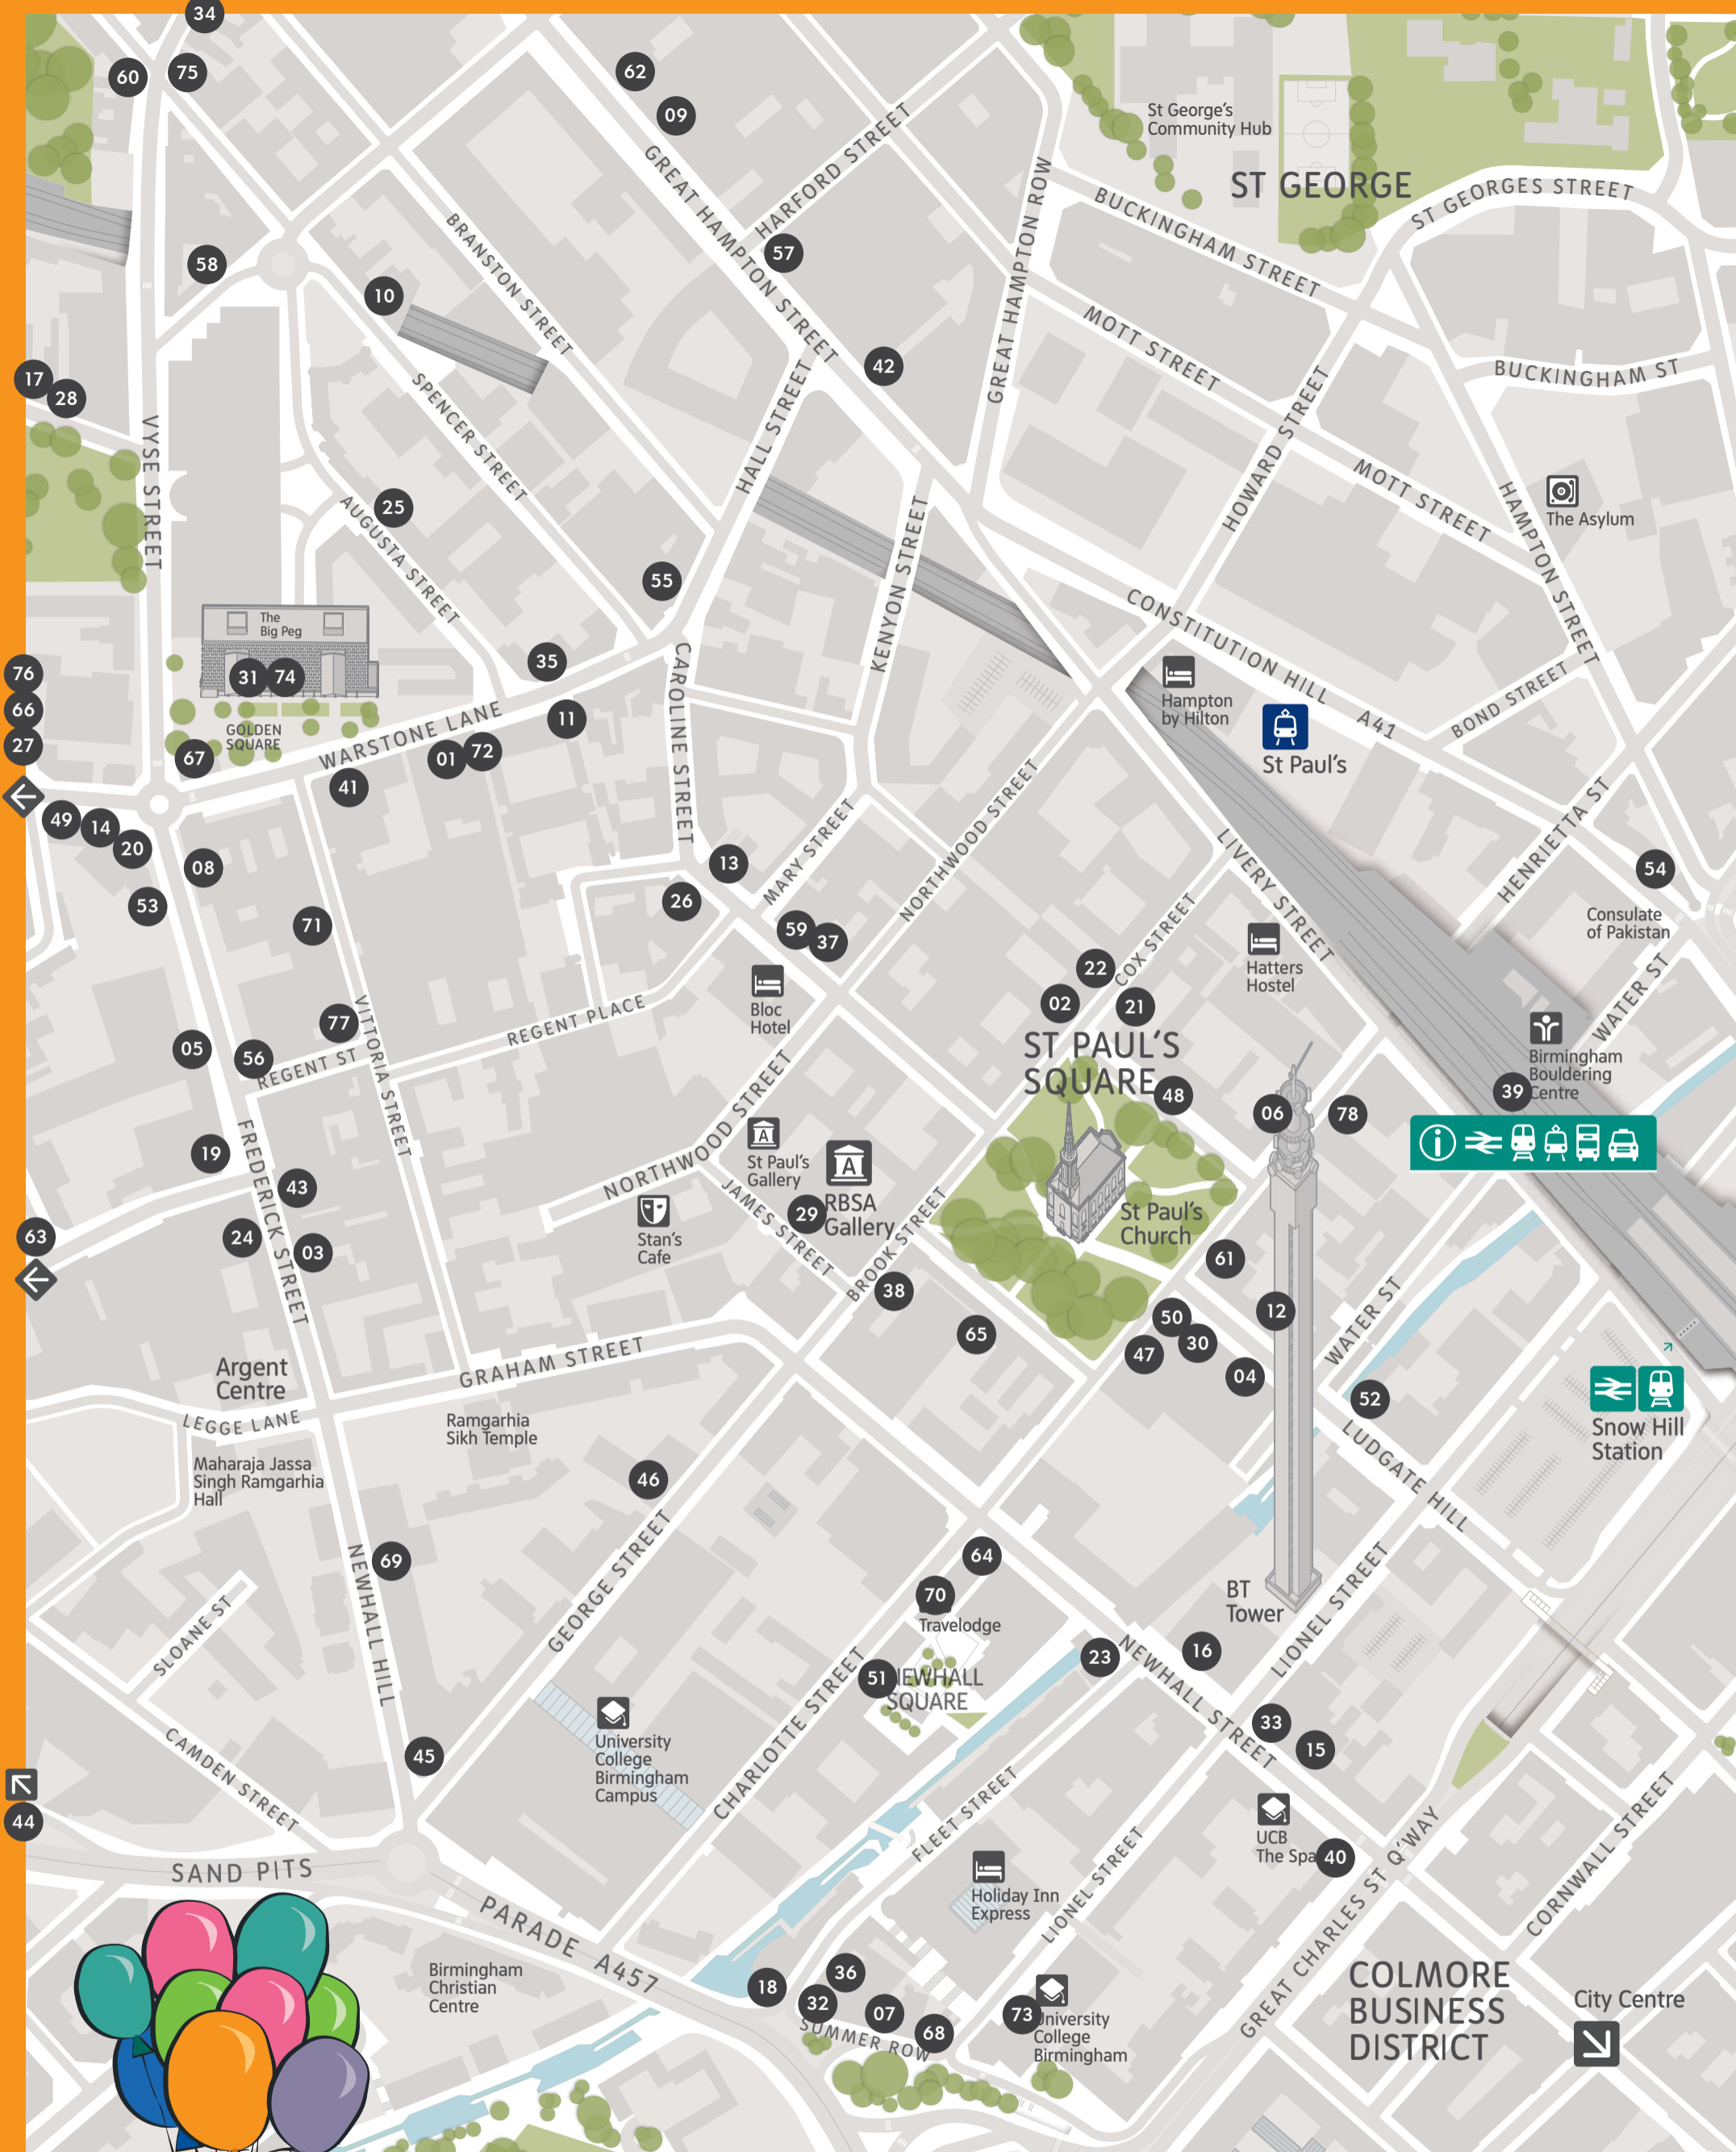 34
60
75
62
09
St George's
Community Hub
ST GEORGE
HARFORD STREET
GREAT HAMPTON STREET
GREAT HAMPTON ROW
BUCKINGHAM STREET
ST GEORGES STREET
58
57
10
BRANSTON STREET
MOTT STREET
17
28
42
BUCKINGHAM ST
VYSE STREET
SPENCER STREET
HALL STREET
HOWARD STREET
MOTT STREET
HAMPTON STREET
The Asylum
25
AUGUSTA STREET
55
KENYON STREET
CONSTITUTION HILL
A41
The
Big Peg
31
74
76
66
27
35
11
CAROLINE STREET
GOLDEN
SQUARE
WARSTONE LANE
67
01
72
41
Hampton
by Hilton
St Paul's
BOND STREET
49
14
20
08
53
71
13
26
MARY STREET
NORTHWOOD STREET
59
37
LIVERY STREET
HENRIETTA ST
54
Consulate
of Pakistan
COX STREET
22
02
21
Hatters
Hostel
WATER ST
Bloc
Hotel
77
VITTORIA STREET
REGENT PLACE
05
56
REGENT ST
ST PAUL'S
SQUARE
48
06
78
Birmingham
Bouldering
Centre
39
19
FREDERICK STREET
43
24
03
63
NORTHWOOD STREET
St Paul's
Gallery
A
A
RBSA
Gallery
29
JAMES STREET
Stan's
Cafe
BROOK STREET
38
St Paul's
Church
61
12
50
30
47
04
65
WATER ST
52
Argent
Centre
GRAHAM STREET
LEGGE LANE
Ramgarhia
Sikh Temple
Maharaja Jassa
Singh Ramgarhia
Hall
46
LUDGATE HILL
Snow Hill
Station
69
NEWHALL HILL
GEORGE STREET
64
70
Travelodge
BT
Tower
LIONEL STREET
SLOANE ST
51
NEWHALL
SQUARE
23
16
NEWHALL STREET
33
15
CAMDEN STREET
45
University
College
Birmingham
Campus
CHARLOTTE STREET
44
FLEET STREET
UCB
The Spa
40
SAND PITS
PARADE A457
Holiday Inn
Express
LIONEL STREET
GREAT CHARLES ST Q'WAY
CORNWALL STREET
Birmingham
Christian
Centre
18
36
32
07
68
SUMMER ROW
73
University
College
Birmingham
COLMORE
BUSINESS
DISTRICT
City Centre